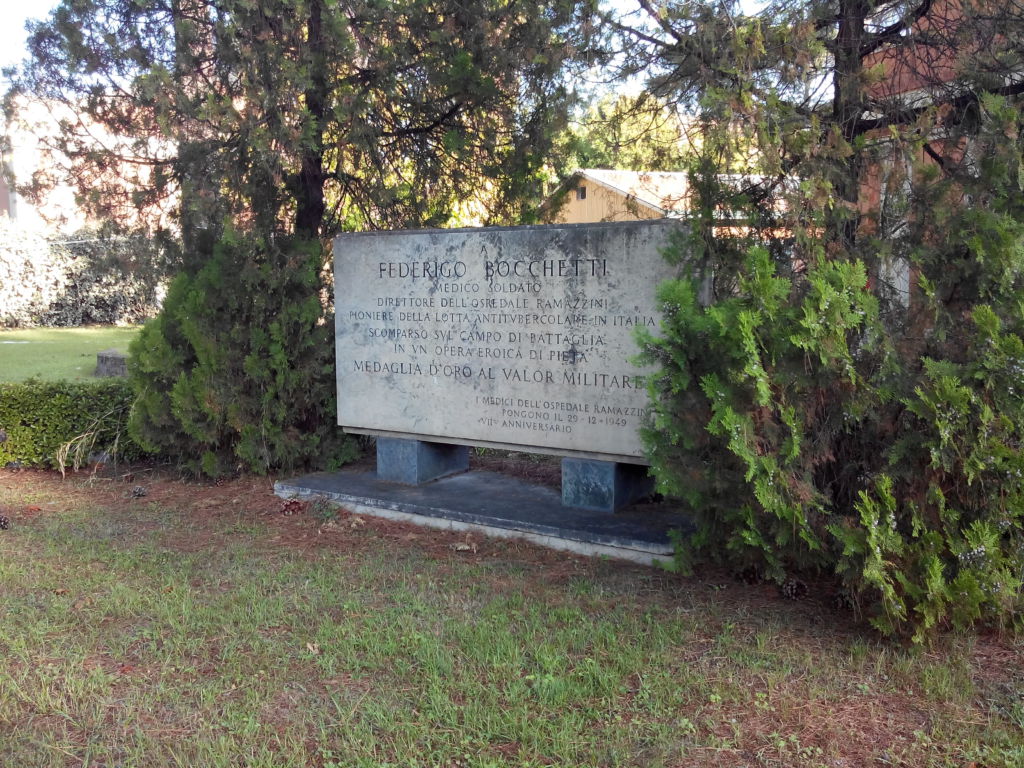 A
FEDERIGO BOCCHETTI
MEDICO SOLDATO
DIRETTORE DELL'OSPEDALE RAMAZZINI
PIONIERE DELLA LOTTA ANTITVBERCOLARE IN ITALIA
SCOMPARSO SVL CAMPO DI BATTAGLIA
IN VN OPERA EROICA DI PIETÀ
MEDAGLIA D'ORO AL VALOR MILITARE
I MEDICI DELL'OSPEDALE RAMAZZINI
PONGONO IL 29-12-1949
VII° ANNIVERSARIO